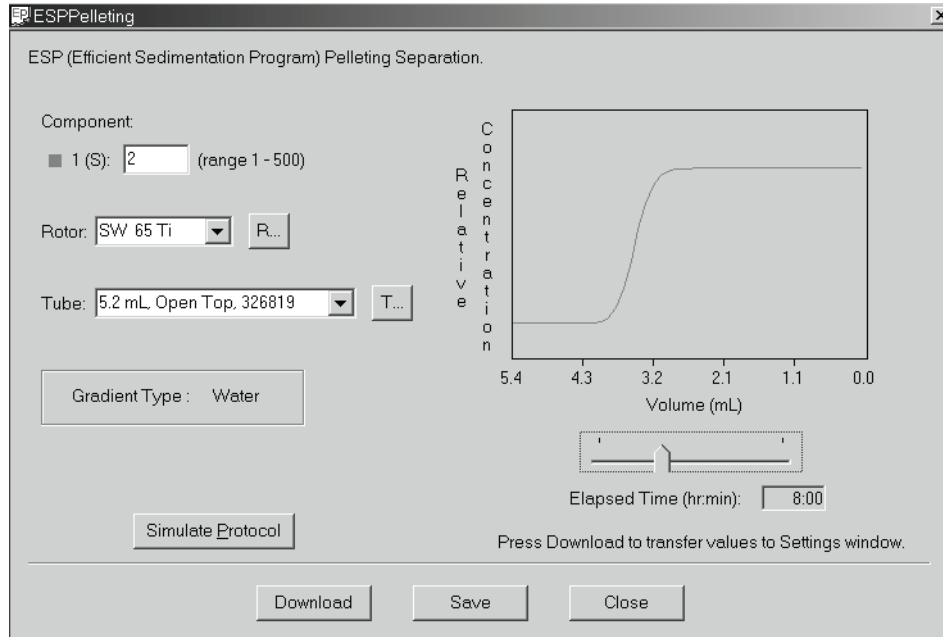 EP ESPPelleting
ESP (Efficient Sedimentation Program) Pelleting Separation.
Component:
1 (S): 2 (range 1 - 500)
Rotor: SW 65 Ti R...
Tube: 5.2 mL, Open Top, 326819 T...
Gradient Type : Water
Simulate Protocol
Relative
Concentration
5.4 4.3 3.2 2.1 1.1 0.0
Volume (mL)
Elapsed Time (hr:min): 8:00
Press Download to transfer values to Settings window.
Download Save Close